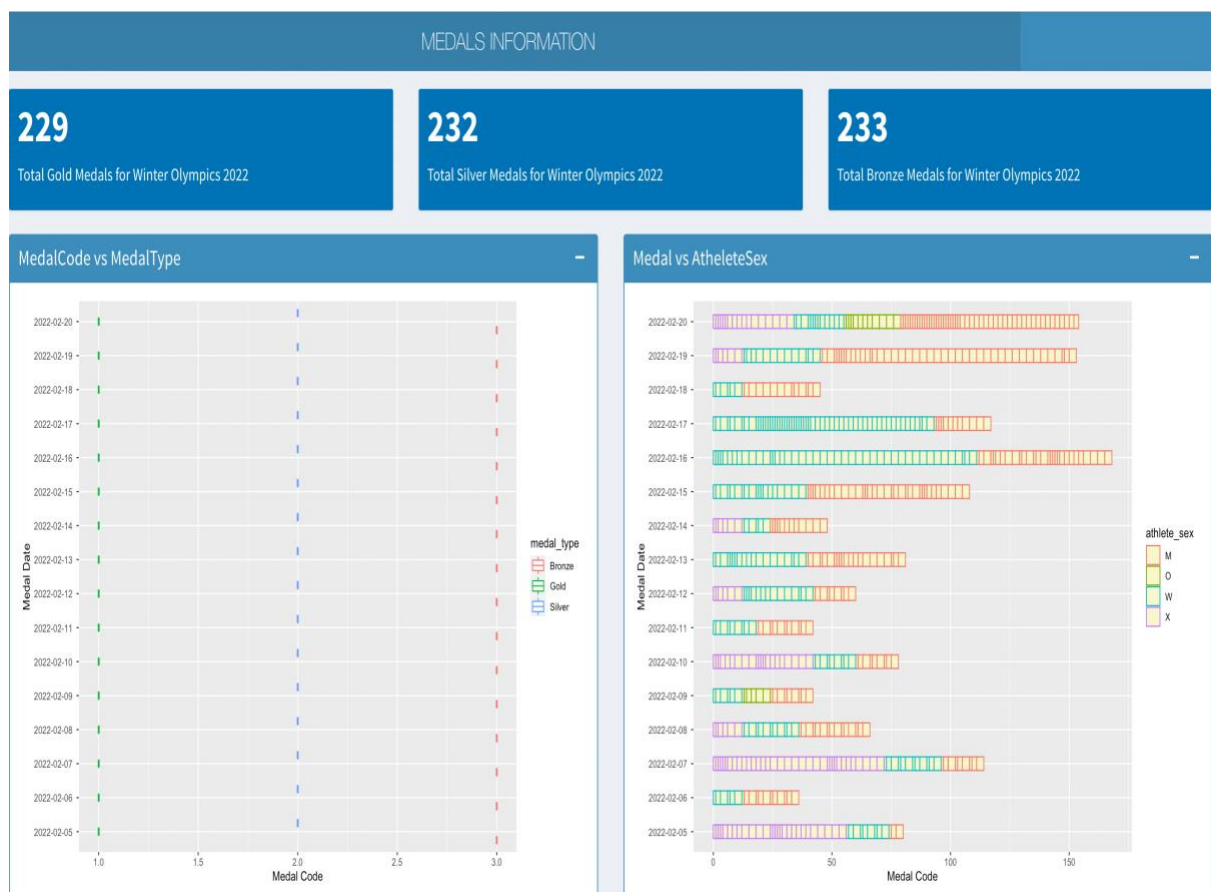 MEDALS INFORMATION
229
Total Gold Medals for Winter Olympics 2022
232
Total Silver Medals for Winter Olympics 2022
233
Total Bronze Medals for Winter Olympics 2022
MedalCode vs MedalType
−
2022-02-20
2022-02-19
2022-02-18
2022-02-17
2022-02-16
2022-02-15
2022-02-14
2022-02-13
2022-02-12
2022-02-11
2022-02-10
2022-02-09
2022-02-08
2022-02-07
2022-02-06
2022-02-05
Medal Date
1.0 1.5 2.0 2.5 3.0
Medal Code
medal_type
Bronze
Gold
Silver
Medal vs AtheleteSex
−
2022-02-20
2022-02-19
2022-02-18
2022-02-17
2022-02-16
2022-02-15
2022-02-14
2022-02-13
2022-02-12
2022-02-11
2022-02-10
2022-02-09
2022-02-08
2022-02-07
2022-02-06
2022-02-05
Medal Date
0 50 100 150
Medal Code
athlete_sex
M
O
W
X